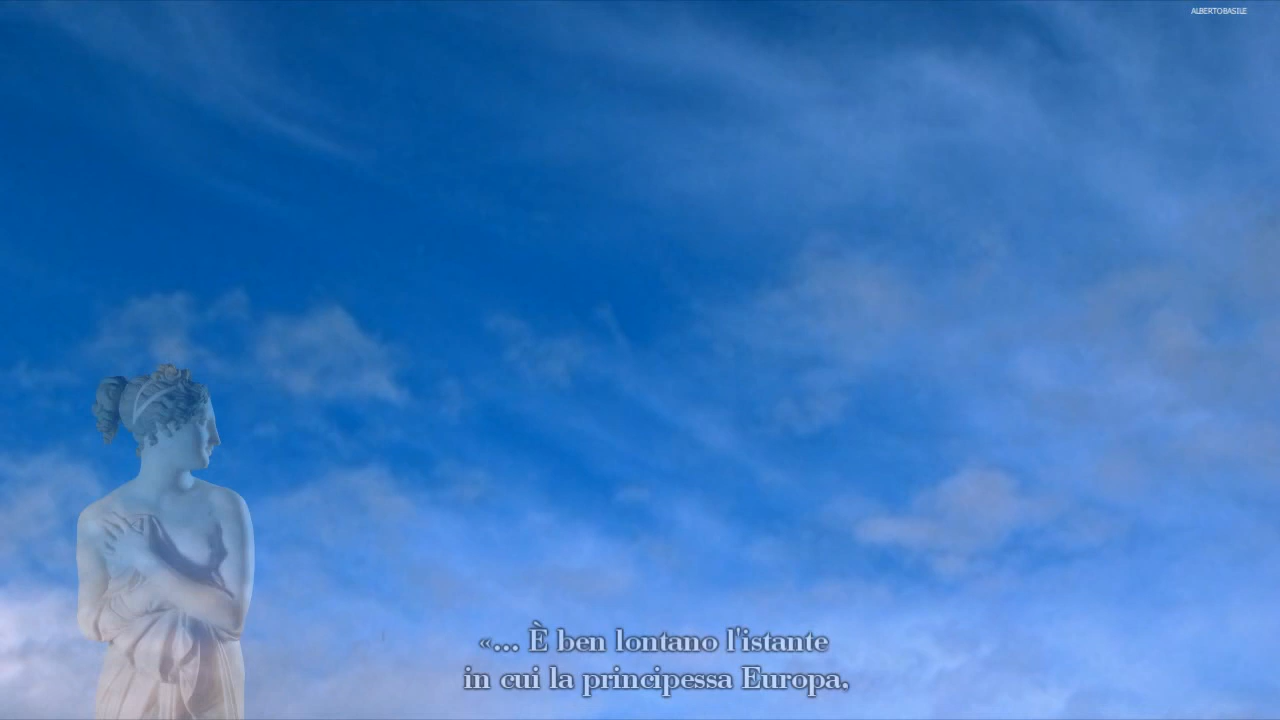 ALBERTOBASILE
«... È ben lontano l'istante
in cui la principessa Europa.